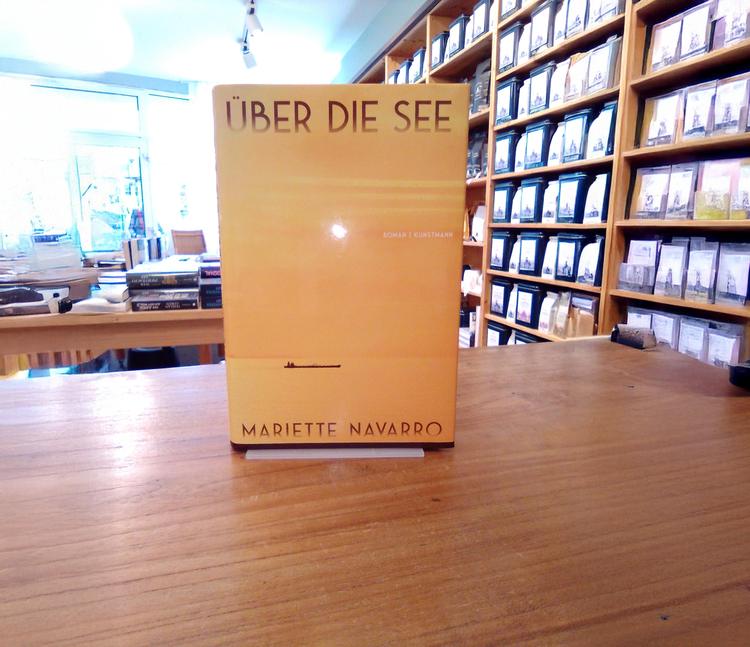 ÜBER DIE SEE
ROMAN | KUNSTMANN
MARIETTE NAVARRO